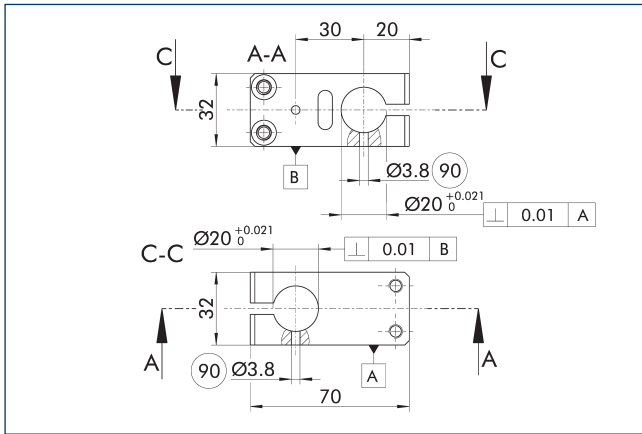 30 20
C A-A C
32
B
Ø3.8 90
Ø20 +0.021 0
⊥ 0.01 A
Ø20 +0.021 0
⊥ 0.01 B
C-C
32
A A
90 Ø3.8
A
70